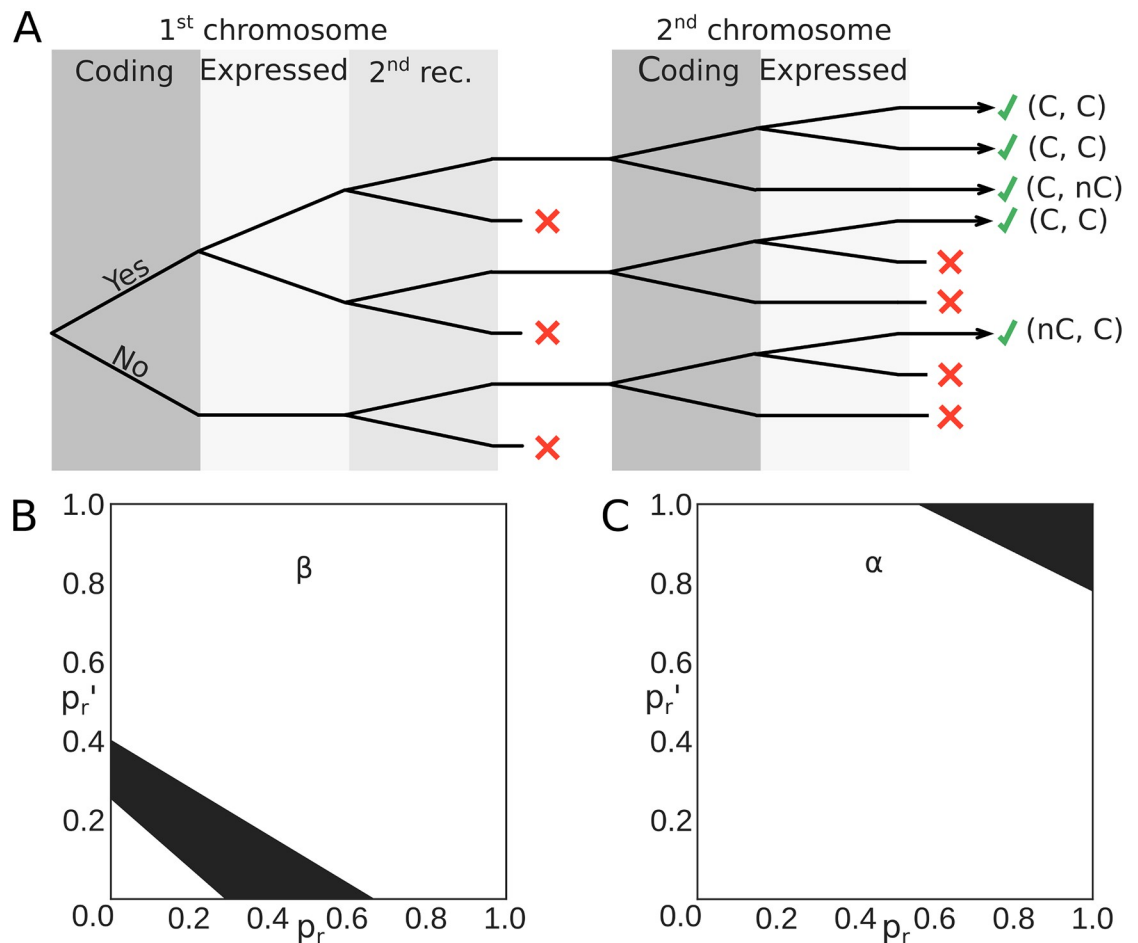 A
1st chromosome
2nd chromosome
Coding Expressed 2nd rec.
Coding Expressed
(C, C)
(C, C)
(C, nC)
(C, C)
(nC, C)
Yes
No
B
1.0
0.8
0.6
pr'
0.4
0.2
0.0 0.2 0.4 0.6 0.8 1.0
pr
β
C
1.0
0.8
0.6
pr'
0.4
0.2
0.0 0.2 0.4 0.6 0.8 1.0
pr
α